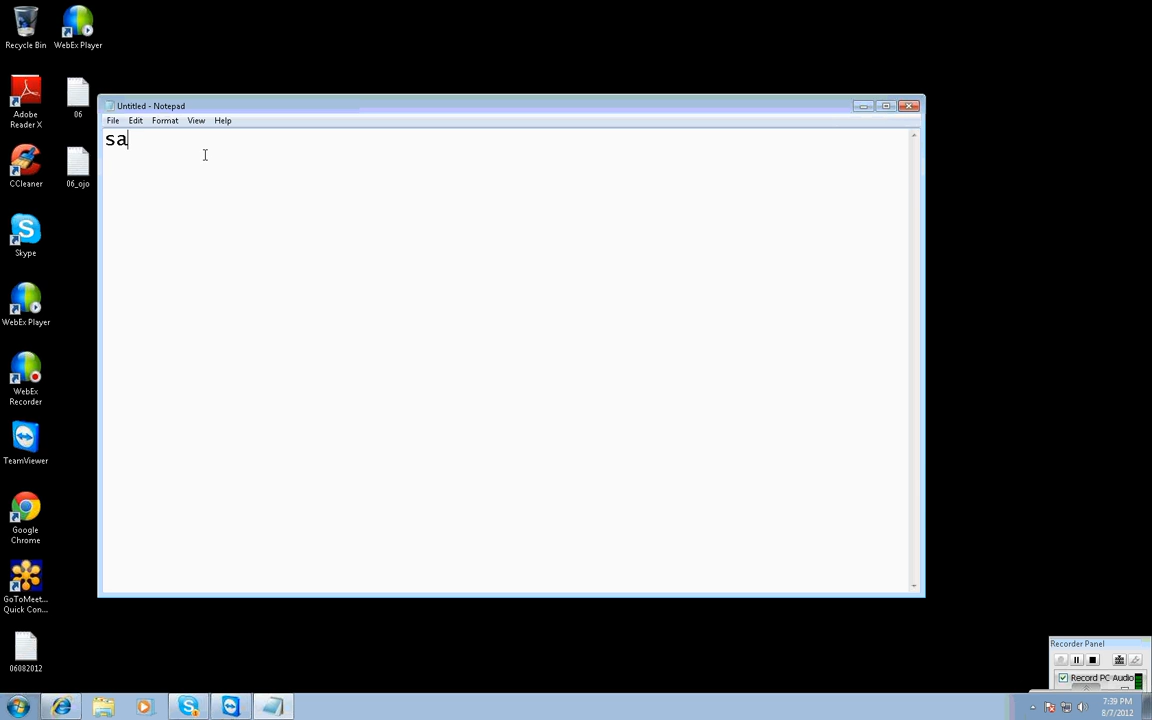 Recycle Bin
WebEx Player
Adobe
Reader X
06
CCleaner
06_ojo
Skype
WebEx Player
WebEx
Recorder
TeamViewer
Google
Chrome
GoToMeet...
Quick Con...
06082012
Untitled - Notepad
File Edit Format View Help
sa
Recorder Panel
Record PC Audio
7:39 PM
8/7/2012